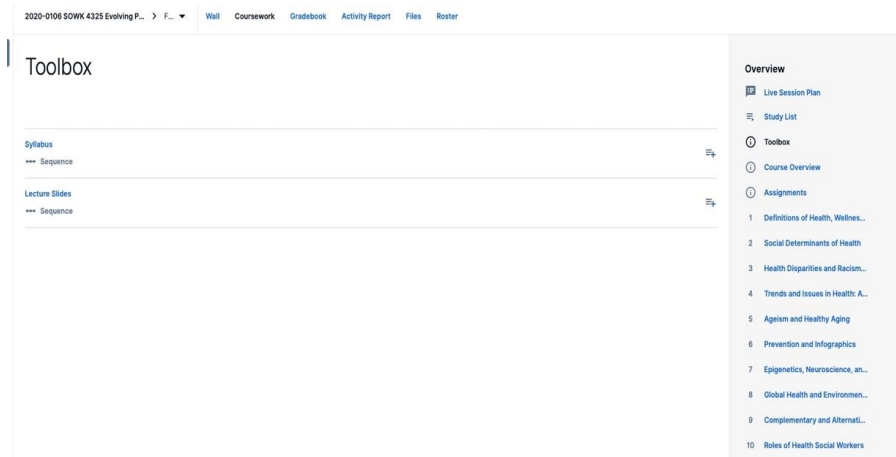 2020-0106 SOWK 4325 Evolving P... > F... Wall Coursework Gradebook Activity Report Files Roster
Toolbox
Syllabus
Sequence
Lecture Slides
Sequence
Overview
Live Session Plan
Study List
Toolbox
Course Overview
Assignments
1 Definitions of Health, Wellnes...
2 Social Determinants of Health
3 Health Disparities and Racism...
4 Trends and Issues in Health: A...
5 Ageism and Healthy Aging
6 Prevention and Infographics
7 Epigenetics, Neuroscience, an...
8 Global Health and Environmen...
9 Complementary and Alternati...
10 Roles of Health Social Workers